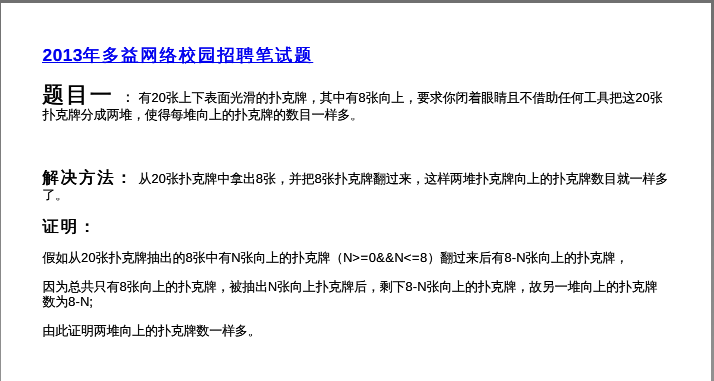 2013年多益网络校园招聘笔试题
题目一 ： 有20张上下表面光滑的扑克牌，其中有8张向上，要求你闭着眼睛且不借助任何工具把这20张
扑克牌分成两堆，使得每堆向上的扑克牌的数目一样多。
解决方法： 从20张扑克牌中拿出8张，并把8张扑克牌翻过来，这样两堆扑克牌向上的扑克牌数目就一样多
了。
证明：
假如从20张扑克牌抽出的8张中有N张向上的扑克牌（N>=0&&N<=8）翻过来后有8-N张向上的扑克牌，
因为总共只有8张向上的扑克牌，被抽出N张向上扑克牌后，剩下8-N张向上的扑克牌，故另一堆向上的扑克牌
数为8-N;
由此证明两堆向上的扑克牌数一样多。